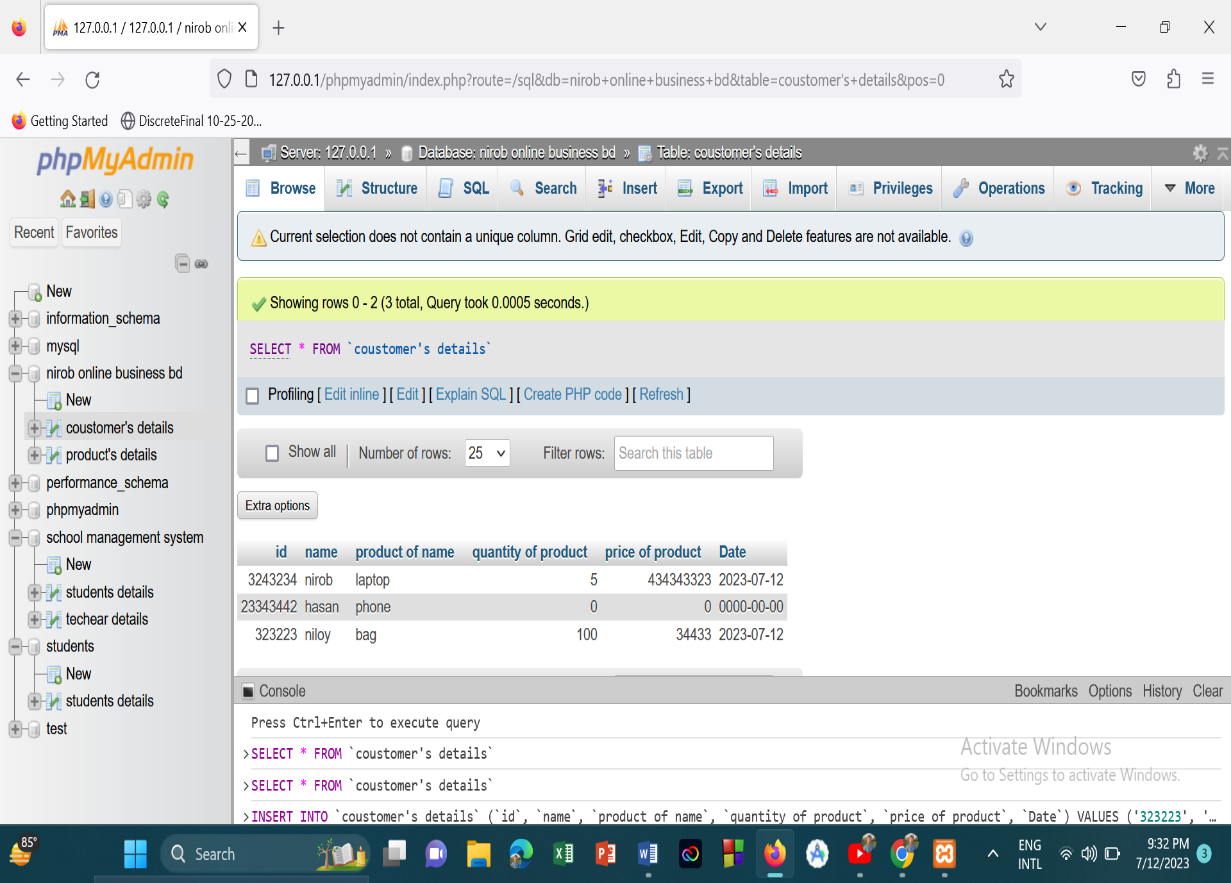 127.0.0.1 / 127.0.0.1 / nirob onli
127.0.0.1/phpmyadmin/index.php?route=/sql&db=nirob+online+business+bd&table=coustomer's+details&pos=0
Getting Started DiscreteFinal 10-25-20...
phpMyAdmin
Recent Favorites
New
information_schema
mysql
nirob online business bd
New
coustomer's details
product's details
performance_schema
phpmyadmin
school management system
New
students details
techear details
students
New
students details
test
Server: 127.0.0.1 » Database: nirob online business bd » Table: coustomer's details
Browse Structure SQL Search Insert Export Import Privileges Operations Tracking More
Current selection does not contain a unique column. Grid edit, checkbox, Edit, Copy and Delete features are not available.
Showing rows 0 - 2 (3 total, Query took 0.0005 seconds.)
SELECT * FROM `coustomer's details`
Profiling [ Edit inline ] [ Edit ] [ Explain SQL ] [ Create PHP code ] [ Refresh ]
Show all Number of rows: 25 Filter rows: Search this table
Extra options
id name product of name quantity of product price of product Date
3243234 nirob laptop 5 434343323 2023-07-12
23343442 hasan phone 0 0 0000-00-00
323223 niloy bag 100 34433 2023-07-12
Console Bookmarks Options History Clear
Press Ctrl+Enter to execute query
>SELECT * FROM `coustomer's details`
>SELECT * FROM `coustomer's details`
>INSERT INTO `coustomer's details` (`id`, `name`, `product of name`, `quantity of product`, `price of product`, `Date`) VALUES ('323223', '...
Activate Windows
Go to Settings to activate Windows.
85°
Search
ENG
INTL
9:32 PM
7/12/2023
3